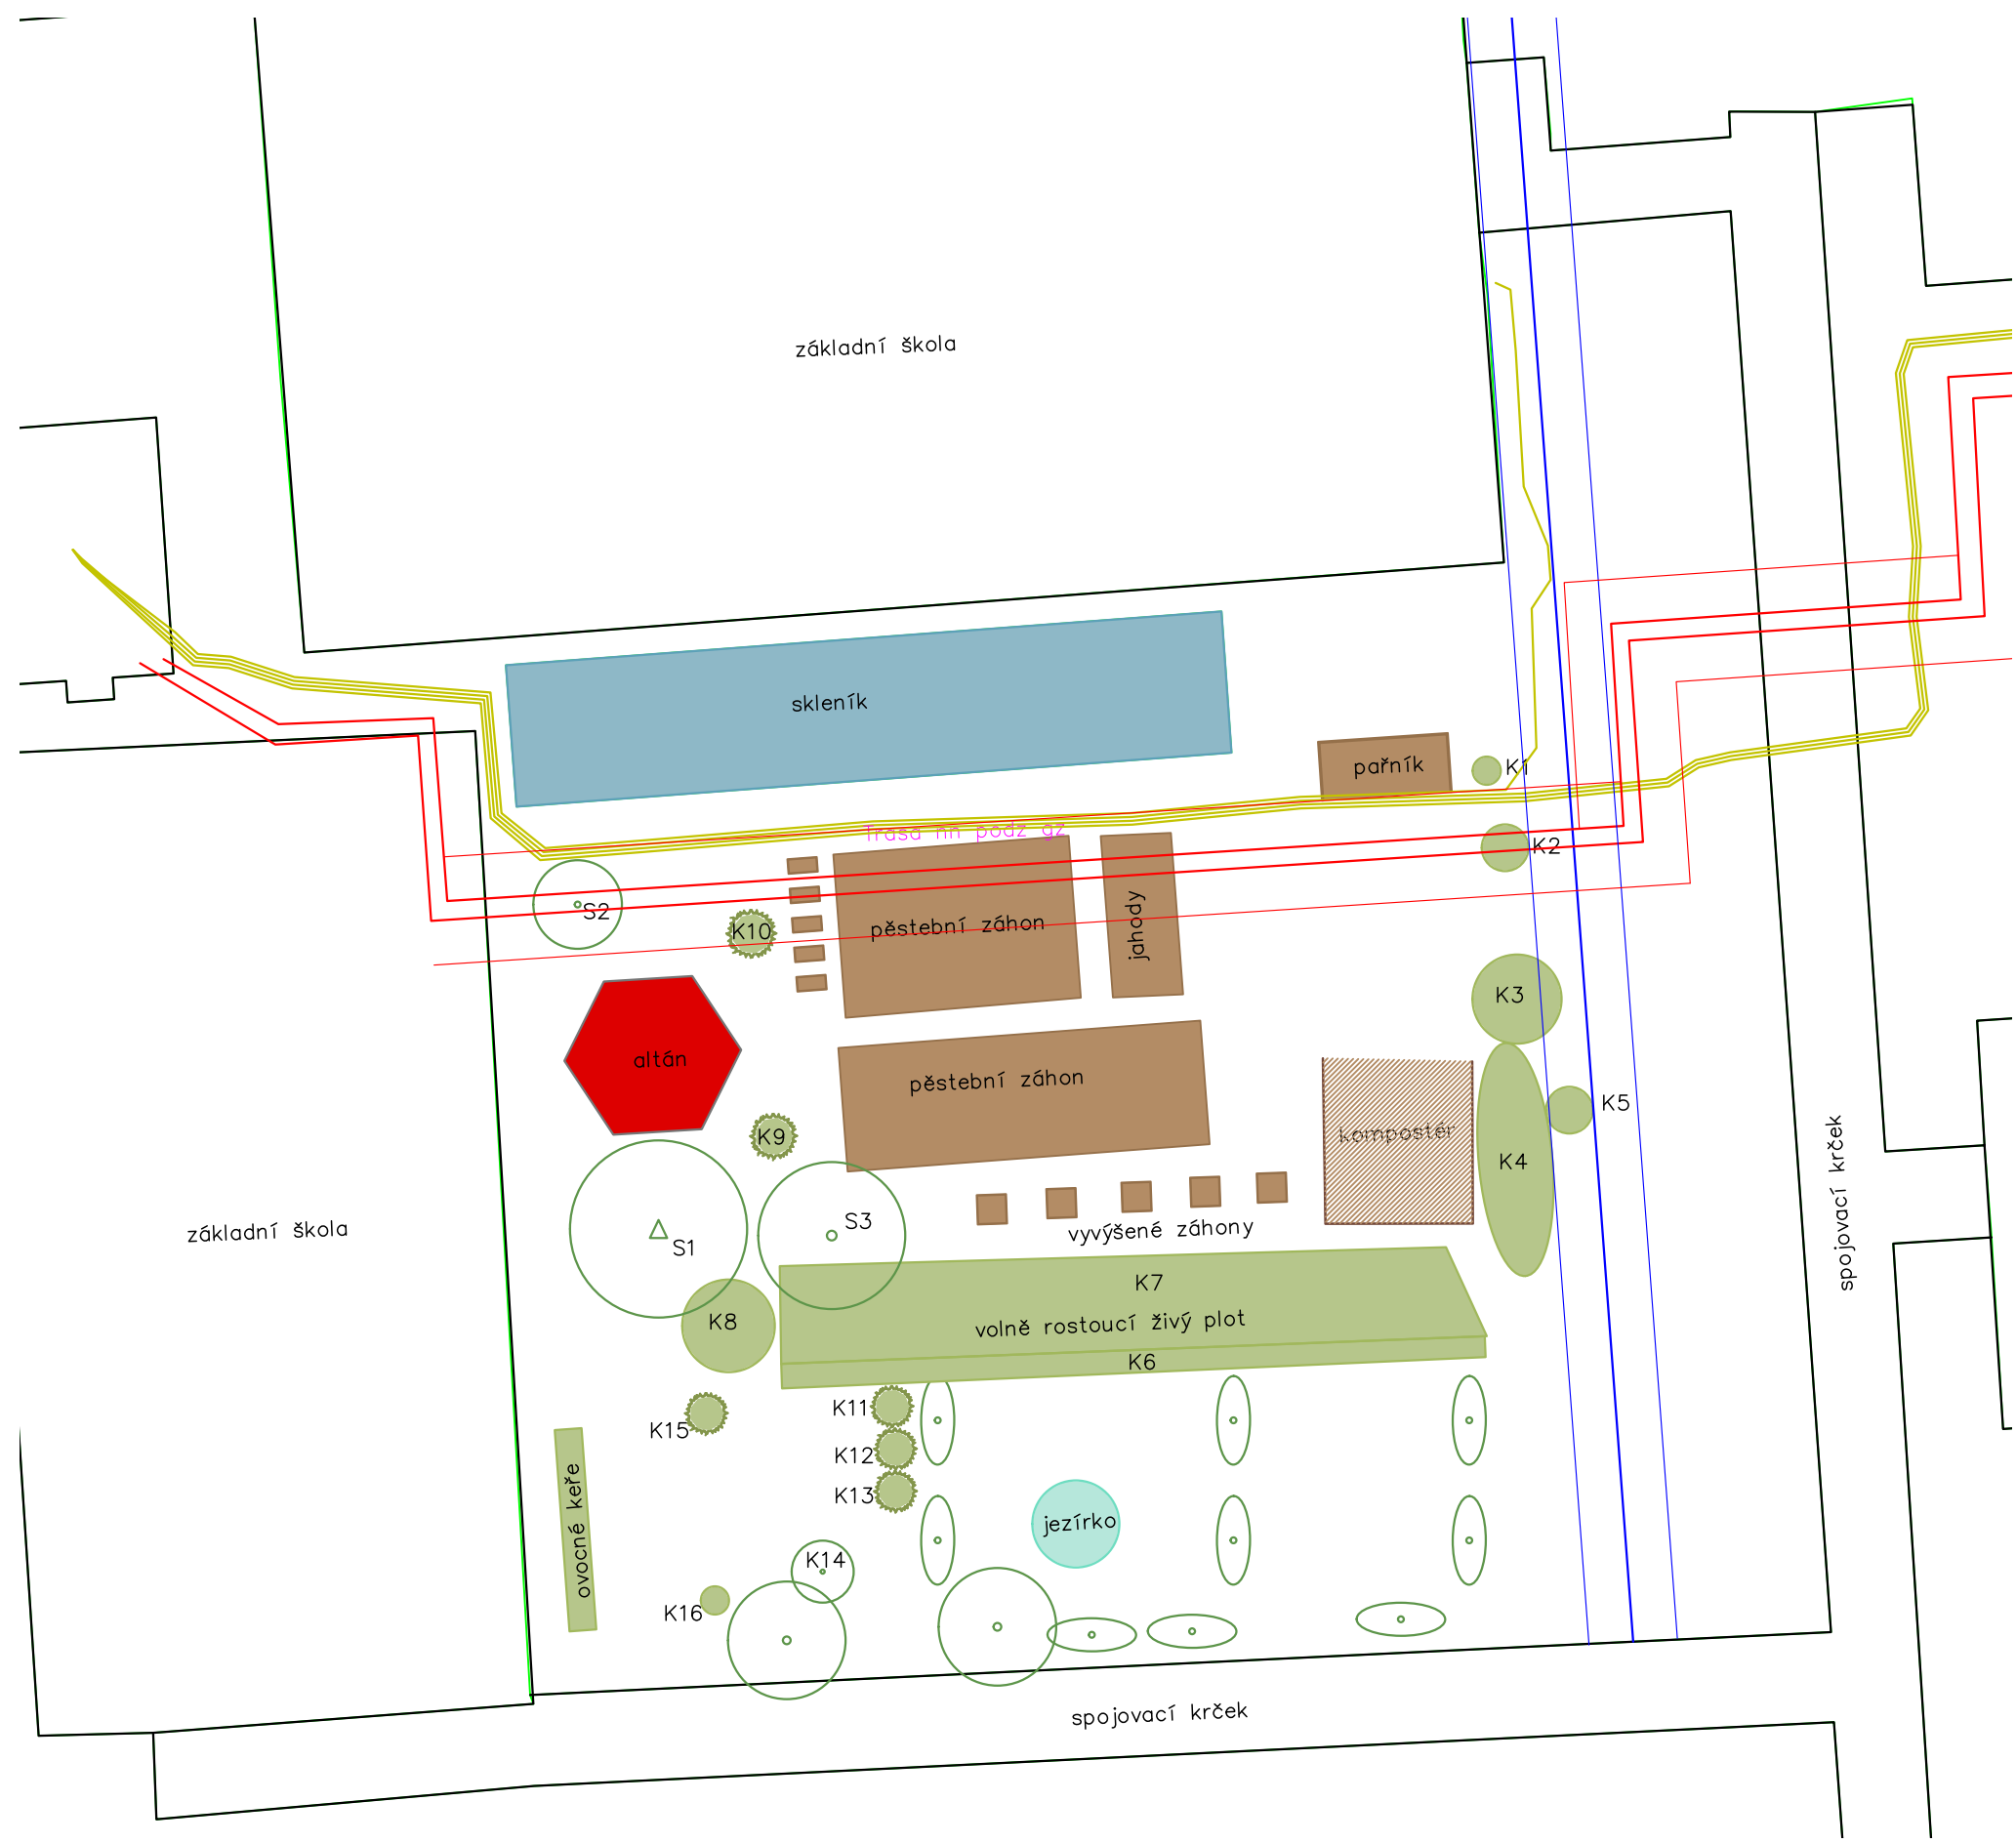 základní škola
skleník
pařník
K1
Trasa nn podz gz
K2
S2
K10
pěstební záhon
jahody
K3
altán
pěstební záhon
K5
kompostér
K9
K4
S3
vyvýšené záhony
základní škola
S1
spojovací krček
K7
K8
volně rostoucí živý plot
K6
K11
K15
K12
K13
ovocné keře
jezírko
K14
K16
spojovací krček